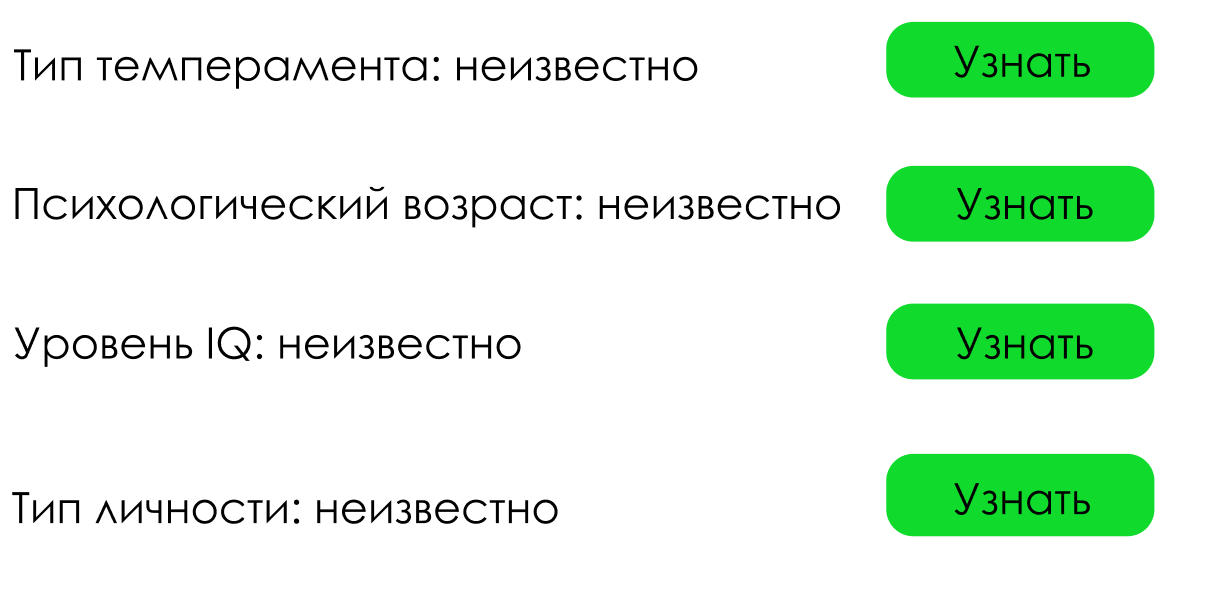 Тип темперамента: неизвестно
Узнать
Психологический возраст: неизвестно
Узнать
Уровень IQ: неизвестно
Узнать
Тип личности: неизвестно
Узнать